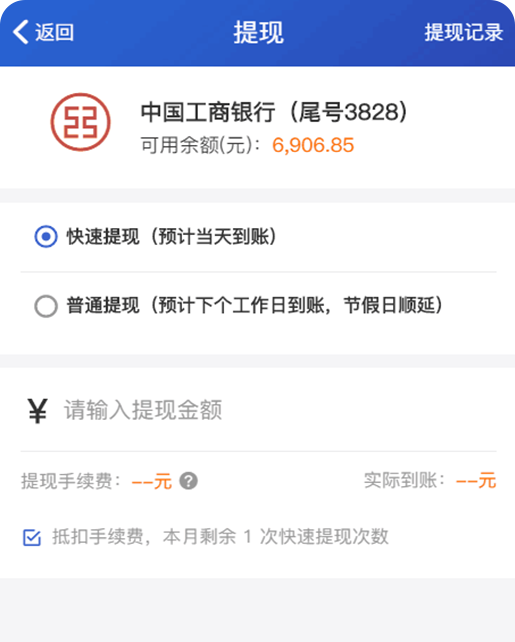 返回
提现
提现记录
中国工商银行（尾号3828）
可用余额(元)：6,906.85
快速提现（预计当天到账）
普通提现（预计下个工作日到账，节假日顺延）
¥ 请输入提现金额
提现手续费：--元 ?
实际到账：--元
抵扣手续费，本月剩余 1 次快速提现次数